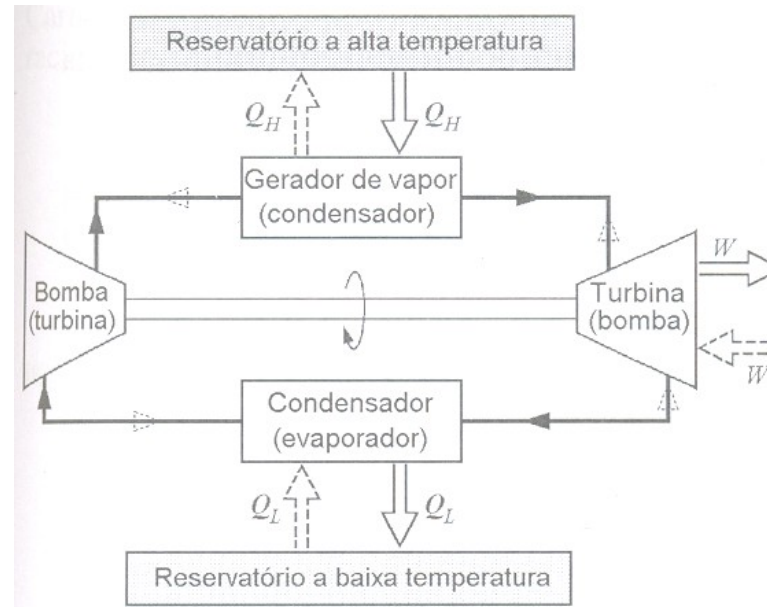 Reservatório a alta temperatura
Q_H
Q_H
Gerador de vapor
(condensador)
W
Bomba
(turbina)
Turbina
(bomba)
W
Condensador
(evaporador)
Q_L
Q_L
Reservatório a baixa temperatura